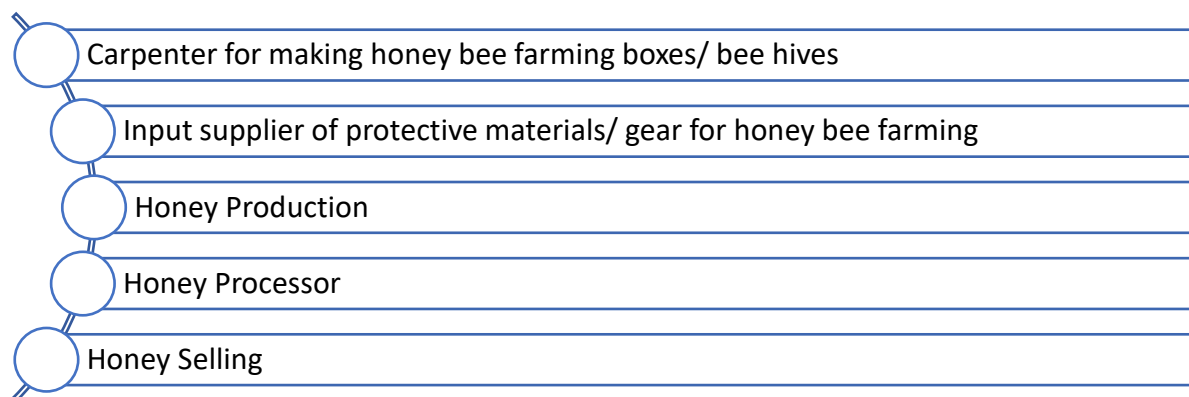 Carpenter for making honey bee farming boxes/ bee hives
Input supplier of protective materials/ gear for honey bee farming
Honey Production
Honey Processor
Honey Selling